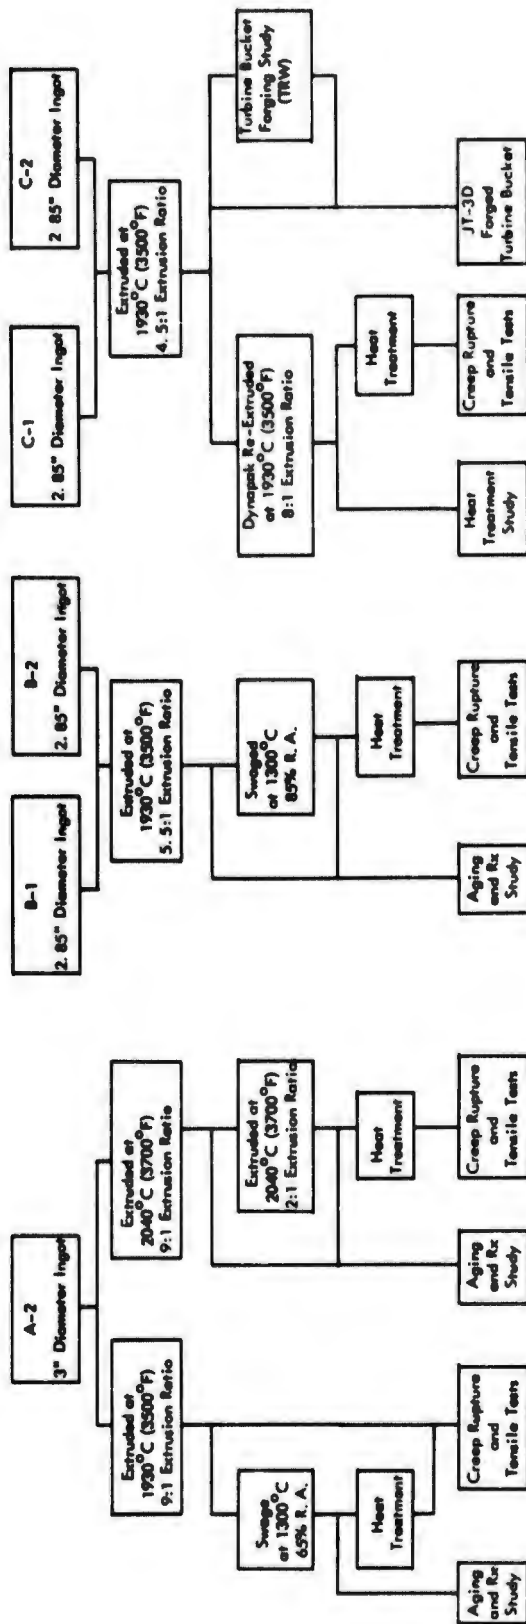 A-2
3" Diameter Ingot
Extruded at
1930°C (3500°F)
9:1 Extrusion Ratio
Extruded at
2040°C (3700°F)
9:1 Extrusion Ratio
Swage
at 1300°C
65% R. A.
Extruded at
2040°C (3700°F)
2:1 Extrusion Ratio
Heat
Treatment
Heat
Treatment
Aging
and Rx
Study
Creep Rupture
and
Tensile Tests
Aging
and Rx
Study
Creep Rupture
and
Tensile Tests
B-1
2. 85" Diameter Ingot
B-2
2. 85" Diameter Ingot
Extruded at
1930°C (3500°F)
5. 5:1 Extrusion Ratio
Swaged
at 1300°C
85% R. A.
Heat
Treatment
Aging
and Rx
Study
Creep Rupture
and
Tensile Tests
C-1
2. 85" Diameter Ingot
C-2
2. 85" Diameter Ingot
Extruded at
1930°C (3500°F)
4. 5:1 Extrusion Ratio
Dynapak Re-Extruded
at 1930°C (3500°F)
8:1 Extrusion Ratio
Turbine Bucket
Forging Study
(TRW)
Heat
Treatment
Heat
Treatment
Study
Creep Rupture
and
Tensile Tests
JT-3D
Forged
Turbine Bucket